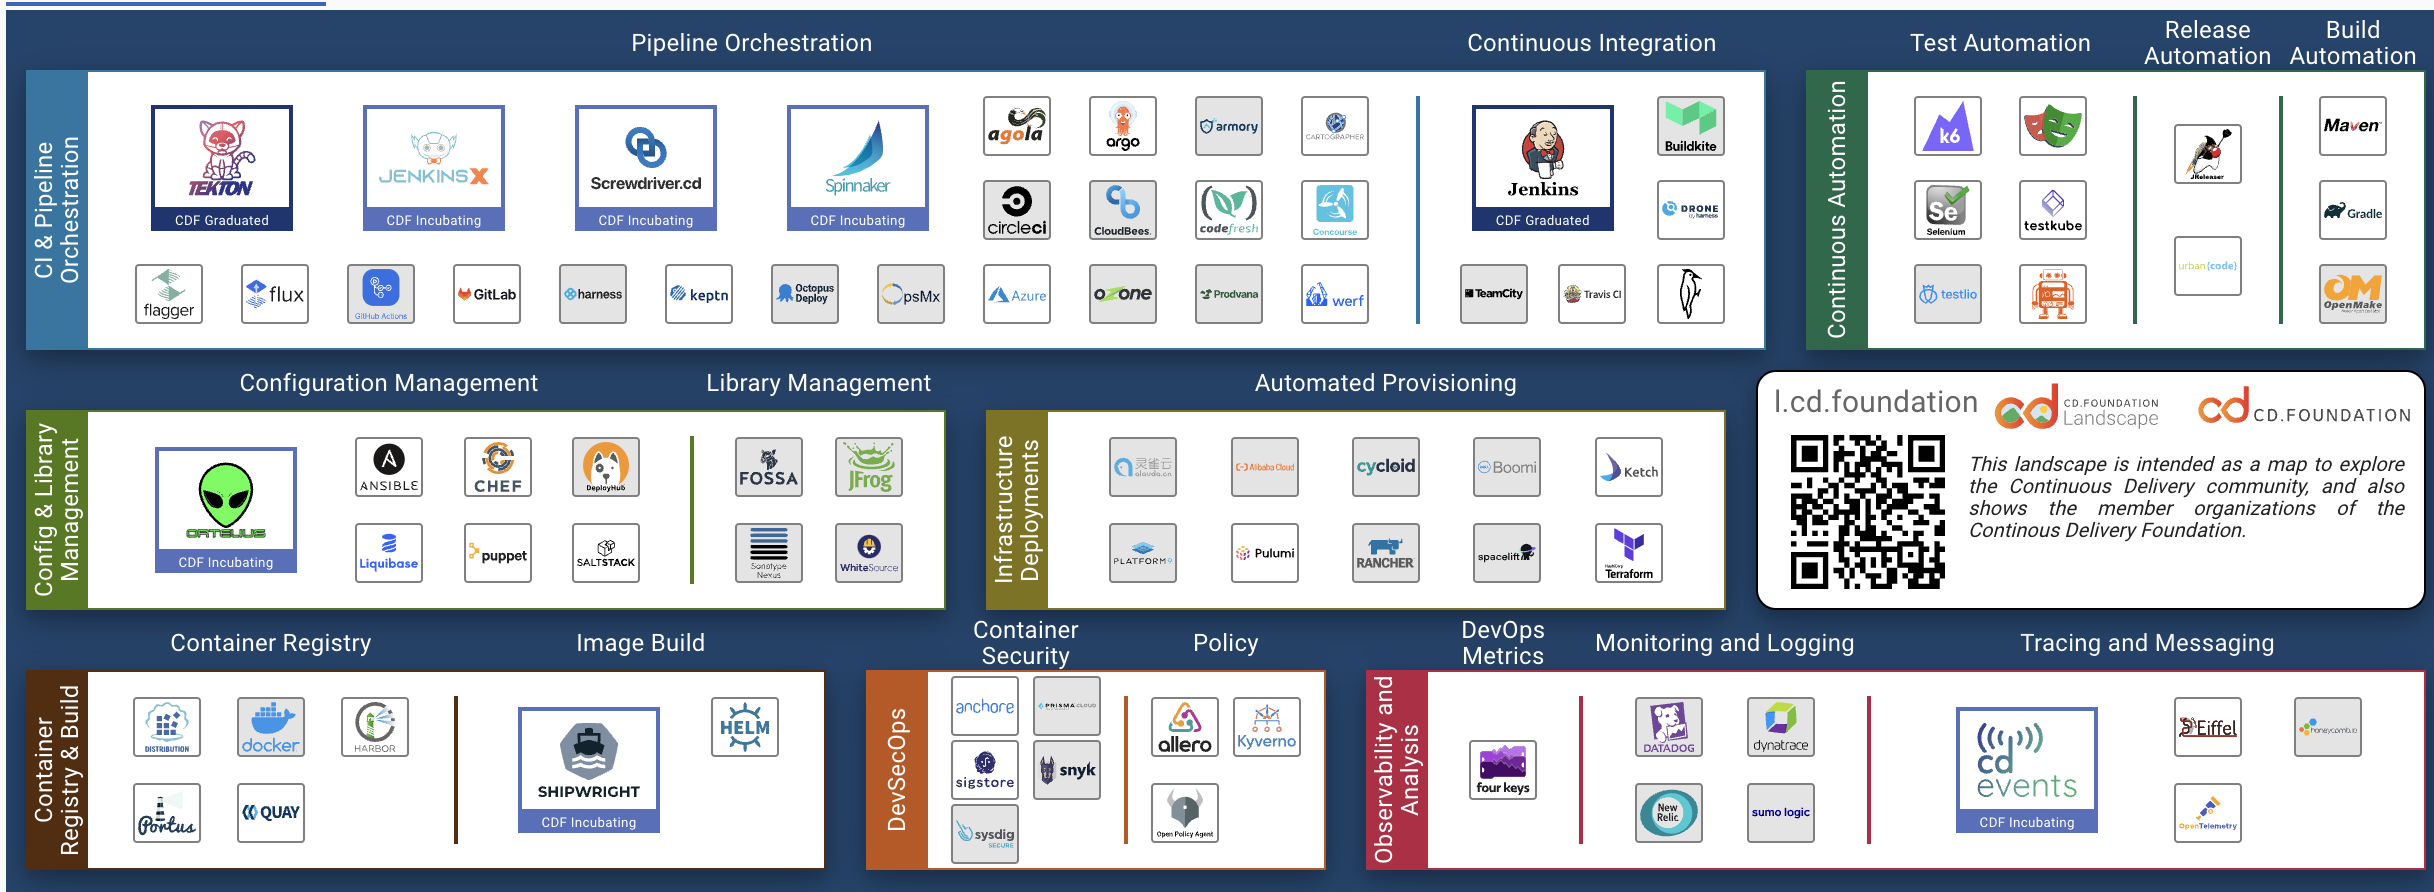 Pipeline Orchestration
Continuous Integration
Test Automation
Release
Automation
Build
Automation
CI & Pipeline
Orchestration
TEKTON
CDF Graduated
JENKINS X
CDF Incubating
Screwdriver.cd
CDF Incubating
Spinnaker
CDF Incubating
agola
argo
armory
CARTOGRAPHER
circleci
CloudBees.
codefresh
Concourse
flagger
flux
GitHub Actions
GitLab
harness
keptn
Octopus
Deploy
OpsMx
Azure
ozone
Prodvana
werf
Jenkins
CDF Graduated
Buildkite
DRONE
by harness
TeamCity
Travis CI
Continuous Automation
k6
Se
Selenium
testkube
testlio
JReleaser
urban{code}
Maven
Gradle
OM
OpenMake
Configuration Management
Library Management
Automated Provisioning
Config & Library
Management
ORTELIUS
CDF Incubating
ANSIBLE
CHEF
DeployHub
Liquibase
puppet
SALTSTACK
FOSSA
JFrog
Sonatype
Nexus
WhiteSource
Infrastructure
Deployments
灵雀云
alauda.cn
Alibaba Cloud
cycloid
Boomi
Ketch
PLATFORM9
Pulumi
RANCHER
spacelift
HashiCorp
Terraform
l.cd.foundation
cd
CD.FOUNDATION
Landscape
cd CD.FOUNDATION
This landscape is intended as a map to explore
the Continuous Delivery community, and also
shows the member organizations of the
Continous Delivery Foundation.
Container Registry
Image Build
Container
Security
Policy
DevOps
Metrics
Monitoring and Logging
Tracing and Messaging
Container
Registry & Build
DISTRIBUTION
docker
HARBOR
Portus
QUAY
SHIPWRIGHT
CDF Incubating
HELM
DevSecOps
anchore
PRISMA CLOUD
sigstore
snyk
sysdig
SECURE
allero
Kyverno
Open Policy Agent
Observability and
Analysis
four keys
DATADOG
dynatrace
New
Relic
sumo logic
cd
events
CDF Incubating
Eiffel
honeycomb.io
OpenTelemetry